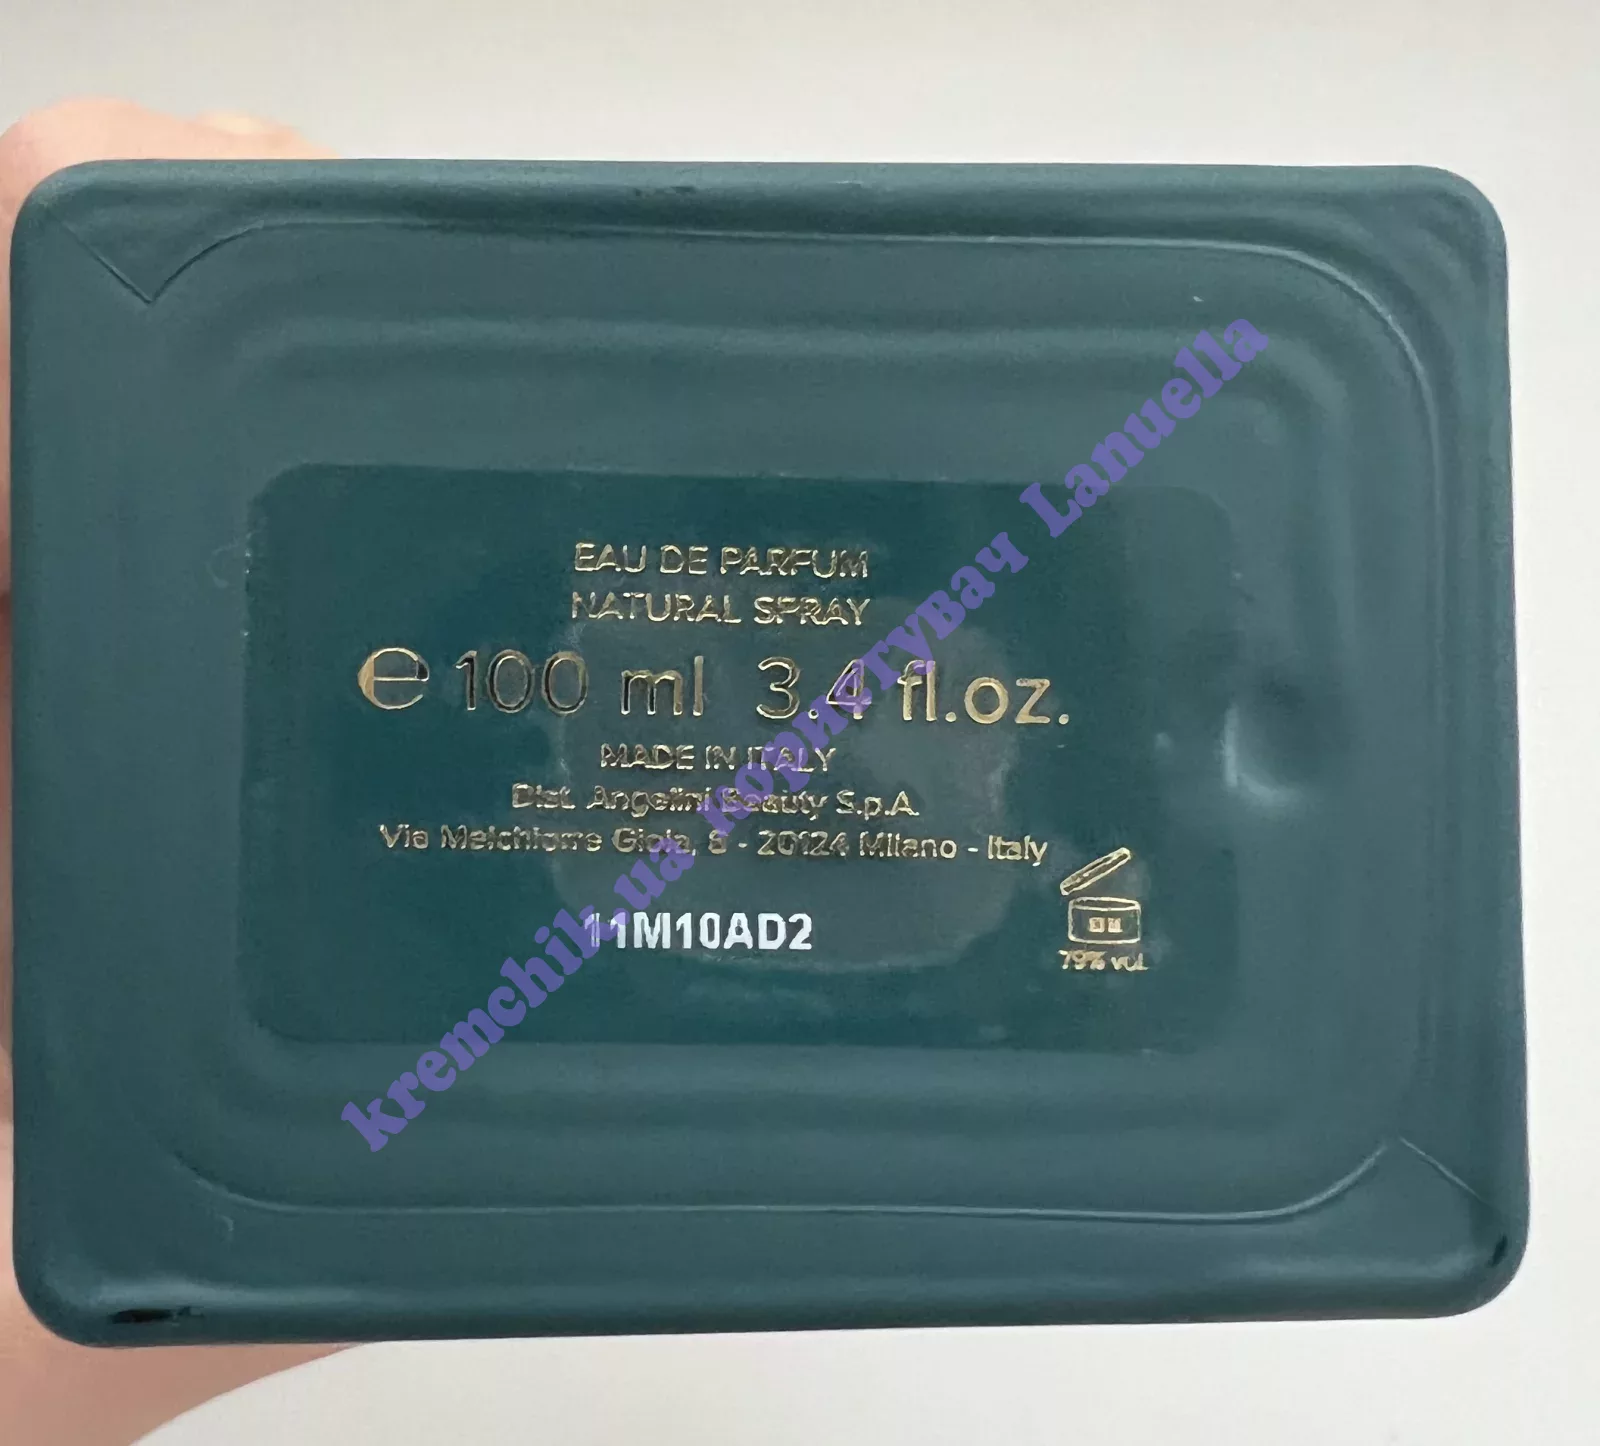 EAU DE PARFUM
NATURAL SPRAY
℮ 100 ml 3.4 fl.oz.
MADE IN ITALY
Dist. Angelini Beauty S.p.A.
Via Melchiorre Gioia, 8 - 20124 Milano - Italy
11M10AD2
79% vol.
kremchik.ua користувач Lanuella